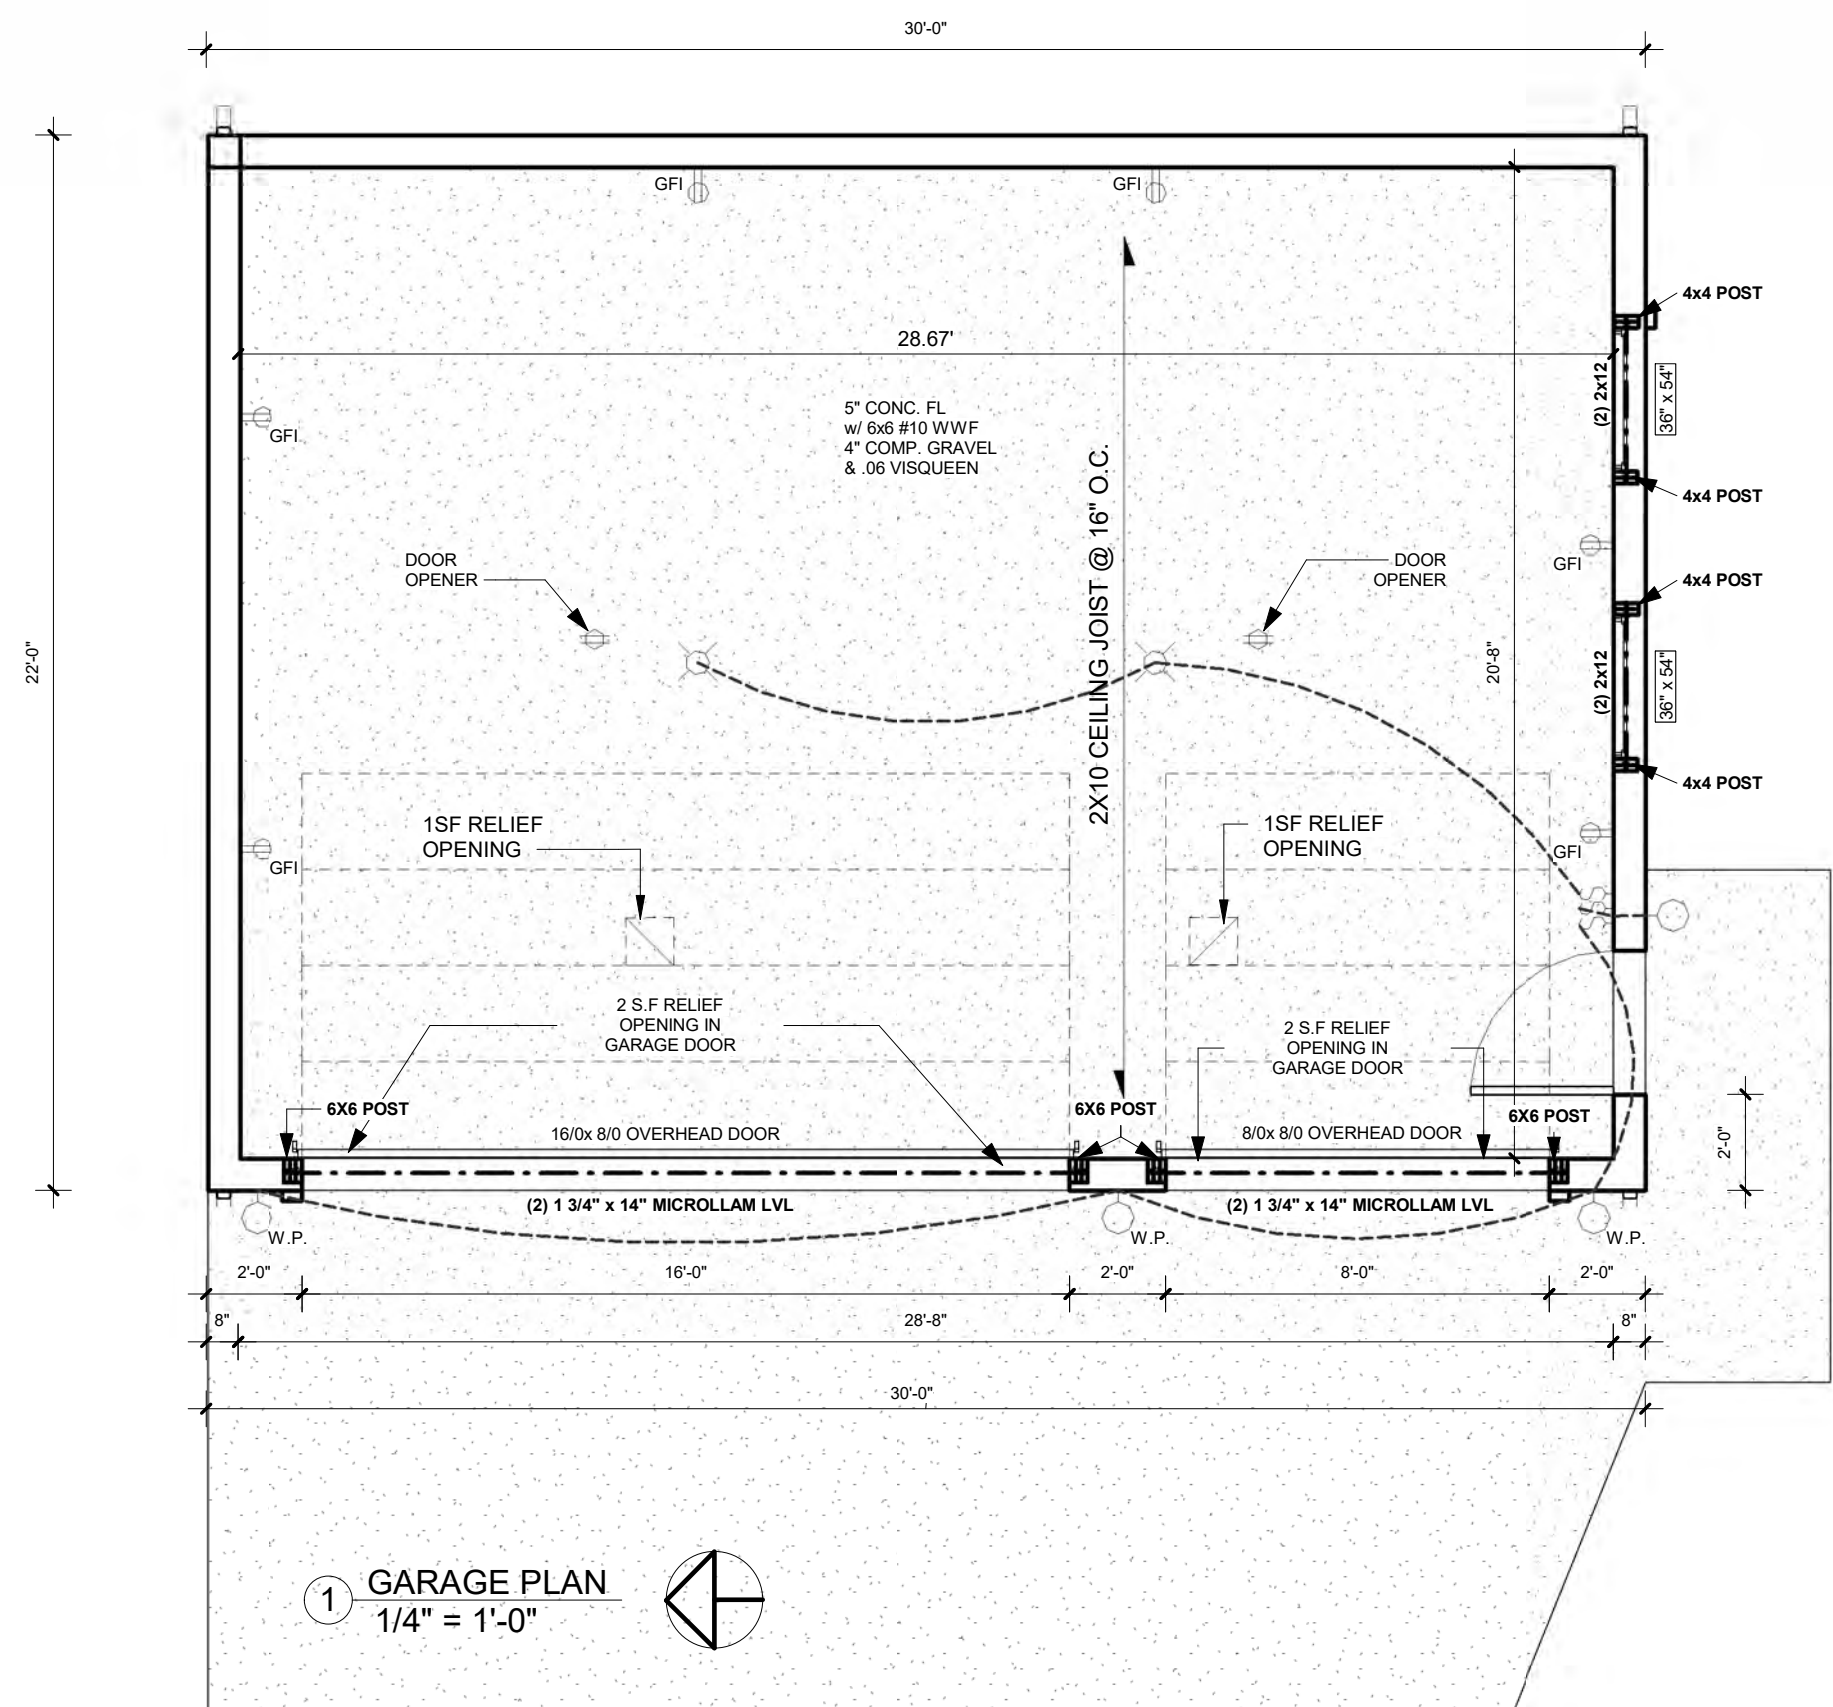 30'-0"
GFI
GFI
4x4 POST
28.67'
(2) 2x12
36" x 54"
5" CONC. FL
w/ 6x6 #10 WWF
4" COMP. GRAVEL
& .06 VISQUEEN
GFI
4x4 POST
2X10 CEILING JOIST @ 16" O.C.
DOOR
OPENER
DOOR
OPENER
GFI
4x4 POST
22'-0"
20'-8"
(2) 2x12
36" x 54"
4x4 POST
1SF RELIEF
OPENING
1SF RELIEF
OPENING
GFI
GFI
2 S.F RELIEF
OPENING IN
GARAGE DOOR
2 S.F RELIEF
OPENING IN
GARAGE DOOR
6X6 POST
6X6 POST
6X6 POST
16/0x 8/0 OVERHEAD DOOR
8/0x 8/0 OVERHEAD DOOR
2'-0"
(2) 1 3/4" x 14" MICROLLAM LVL
(2) 1 3/4" x 14" MICROLLAM LVL
W.P.
W.P.
W.P.
2'-0"
16'-0"
2'-0"
8'-0"
2'-0"
8"
28'-8"
8"
30'-0"
1
GARAGE PLAN
1/4" = 1'-0"